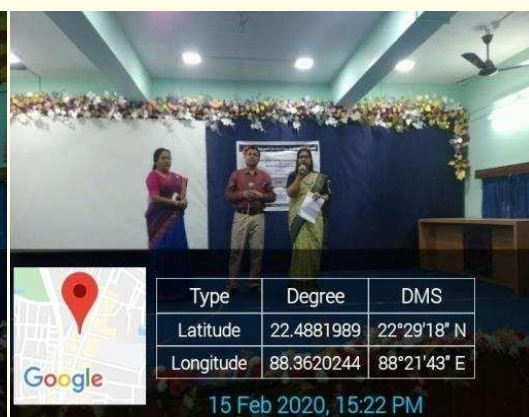 Type Degree DMS
Latitude 22.4881989 22°29'18" N
Longitude 88.3620244 88°21'43" E
Google
15 Feb 2020, 15:22 PM